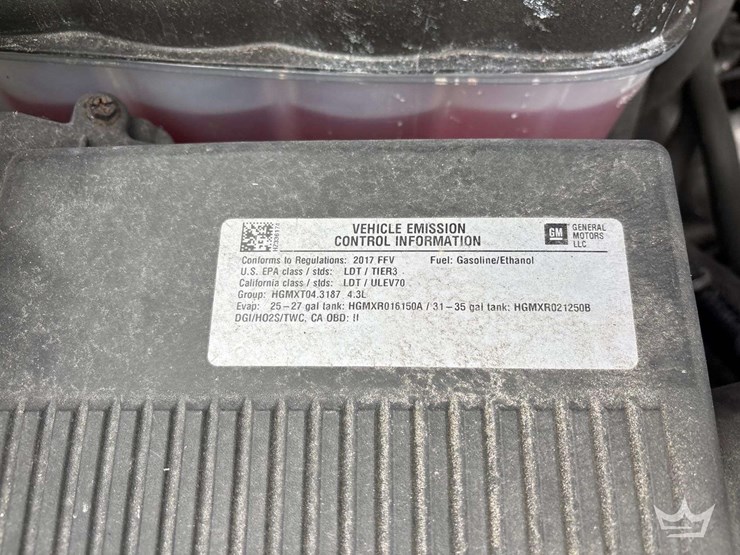 VEHICLE EMISSION
CONTROL INFORMATION
GM GENERAL
MOTORS
LLC
Conforms to Regulations: 2017 FFV Fuel: Gasoline/Ethanol
U.S. EPA class / stds: LDT / TIER3
California class / stds: LDT / ULEV70
Group: HGMXT04.3187 4.3L
Evap: 25-27 gal tank: HGMXR016150A / 31-35 gal tank: HGMXR021250B
DGI/HO2S/TWC, CA OBD: II